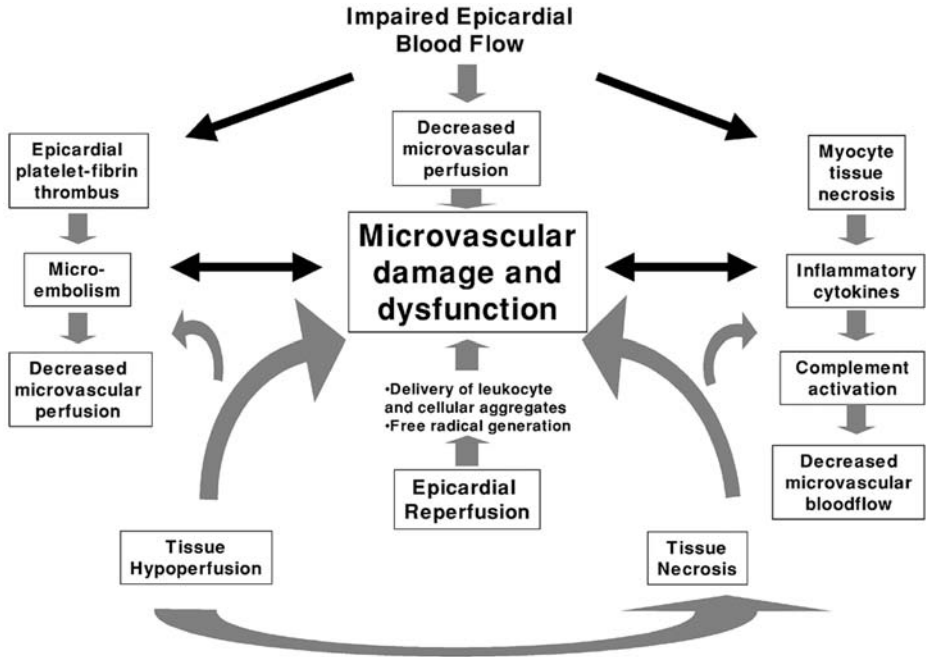 Impaired Epicardial
Blood Flow
Decreased
microvascular
perfusion
Epicardial
platelet-fibrin
thrombus
Myocyte
tissue
necrosis
Microvascular
damage and
dysfunction
Micro-
embolism
Inflammatory
cytokines
Decreased
microvascular
perfusion
Complement
activation
•Delivery of leukocyte
and cellular aggregates
•Free radical generation
Epicardial
Reperfusion
Decreased
microvascular
bloodflow
Tissue
Hypoperfusion
Tissue
Necrosis